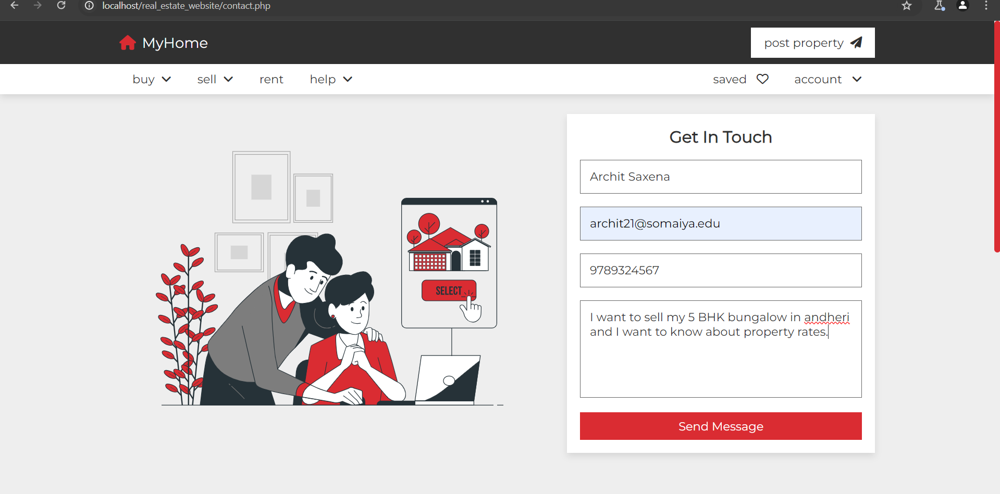 localhost/real_estate_website/contact.php
MyHome
post property
buy
sell
rent
help
saved
account
Get In Touch
Archit Saxena
archit21@somaiya.edu
9789324567
I want to sell my 5 BHK bungalow in andheri
and I want to know about property rates.
Send Message
SELECT